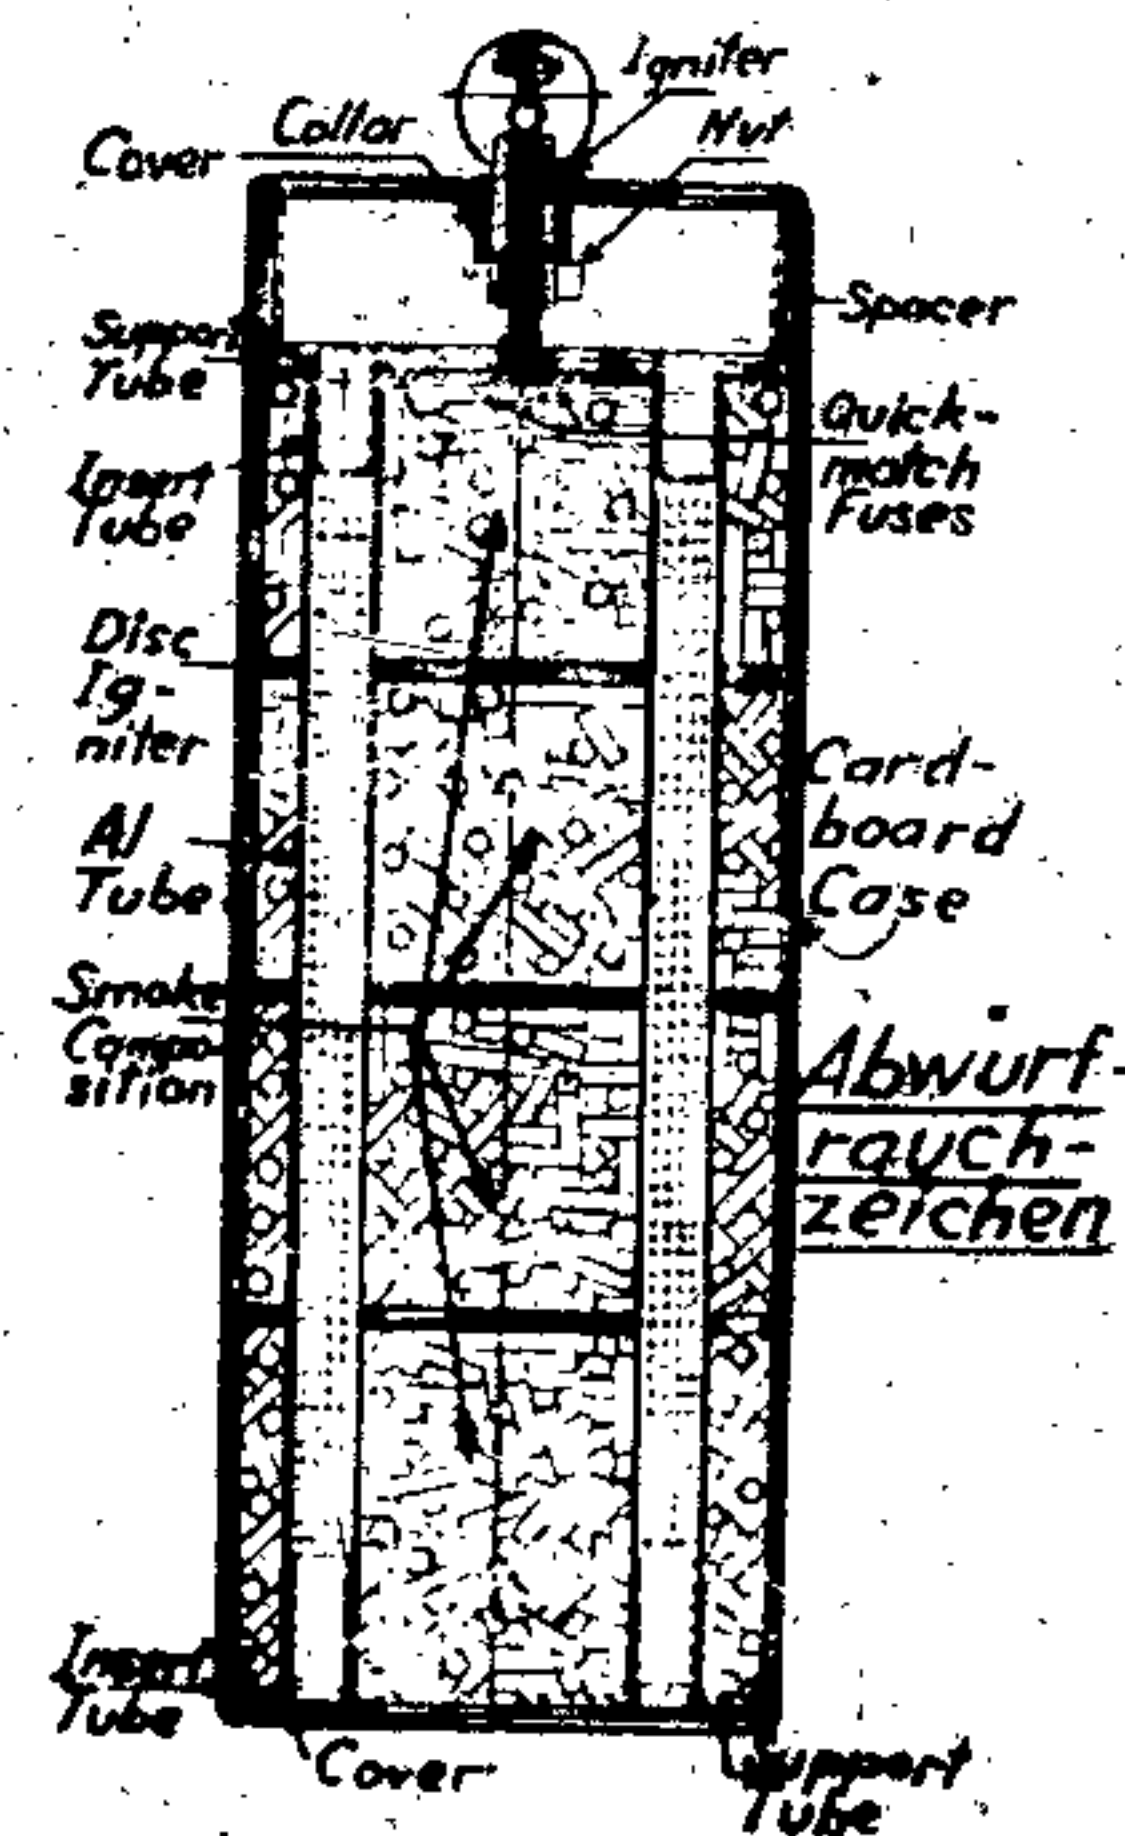 Igniter
Collar
Nut
Cover
Spacer
Support
Tube
Quick-
match
Fuses
Insert
Tube
Disc
Ig-
niter
Card-
board
Case
Al
Tube
Smoke
Compo
sition
Abwurf-
rauch-
zeichen
Insert
Tube
Cover
Support
Tube